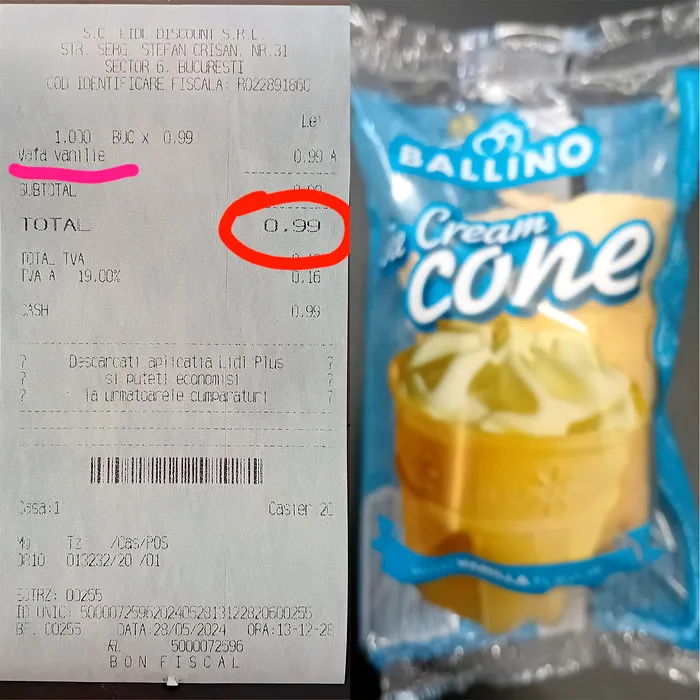 S.C. LIDL DISCOUNT S.R.L.
STR. SERG. STEFAN CRISAN, NR.31
SECTOR 6, BUCURESTI
COD IDENTIFICARE FISCALA: RO22891860
Lei
1.000 BUC x 0.99
Vafa vanilie 0.99 A
SUBTOTAL
TOTAL 0.99
TOTAL TVA
TVA A 19.00% 0.16
CASH 0.99
? Descarcati aplicatia Lidl Plus ?
? si puteti economisi ?
? la urmatoarele cumparaturi ?
Casa:1 Casier 20
Tz /Cas/POS
0810 013232/20 /01
00255
ID UNIC: 50000725962024052813122820600255
BF. 00255 DATA:28/05/2024 ORA:13-12-28
5000072596
BON FISCAL
BALLINO
Cream
cone
VANILLA